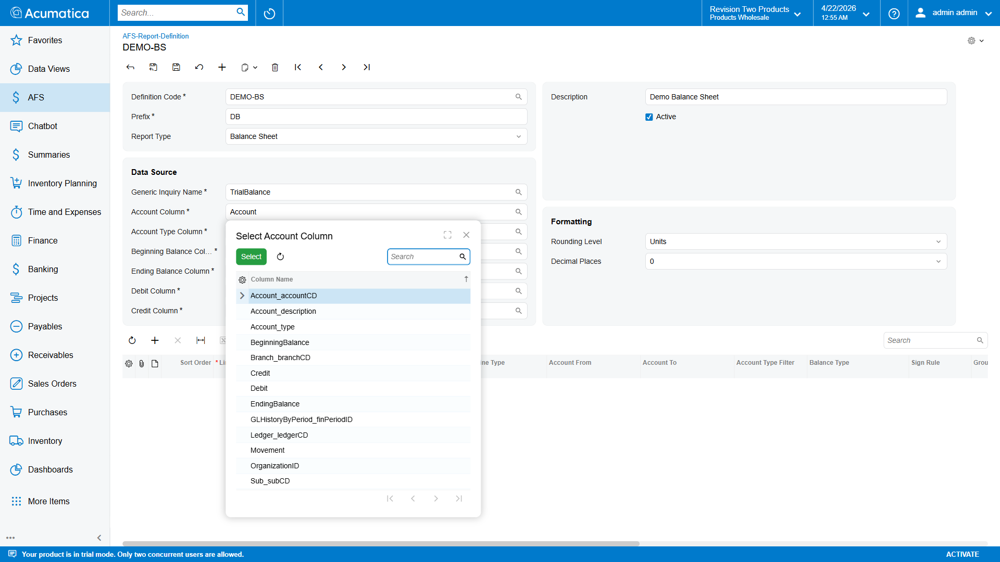 Acumatica
Search...
Revision Two Products
Products Wholesale
4/22/2026
12:55 AM
admin admin
Favorites
Data Views
AFS
Chatbot
Summaries
Inventory Planning
Time and Expenses
Finance
Banking
Projects
Payables
Receivables
Sales Orders
Purchases
Inventory
Dashboards
More Items
AFS-Report-Definition
DEMO-BS
Definition Code *
DEMO-BS
Prefix *
DB
Report Type
Balance Sheet
Description
Demo Balance Sheet
Active
Data Source
Generic Inquiry Name *
TrialBalance
Account Column *
Account
Account Type Column *
Beginning Balance Col... *
Ending Balance Column *
Debit Column *
Credit Column *
Formatting
Rounding Level
Units
Decimal Places
0
Select Account Column
Select
Search
Column Name
Account_accountCD
Account_description
Account_type
BeginningBalance
Branch_branchCD
Credit
Debit
EndingBalance
GLHistoryByPeriod_finPeriodID
Ledger_ledgerCD
Movement
OrganizationID
Sub_subCD
Search
Sort Order
* Li
ine Type
Account From
Account To
Account Type Filter
Balance Type
Sign Rule
Grou
Your product is in trial mode. Only two concurrent users are allowed.
ACTIVATE